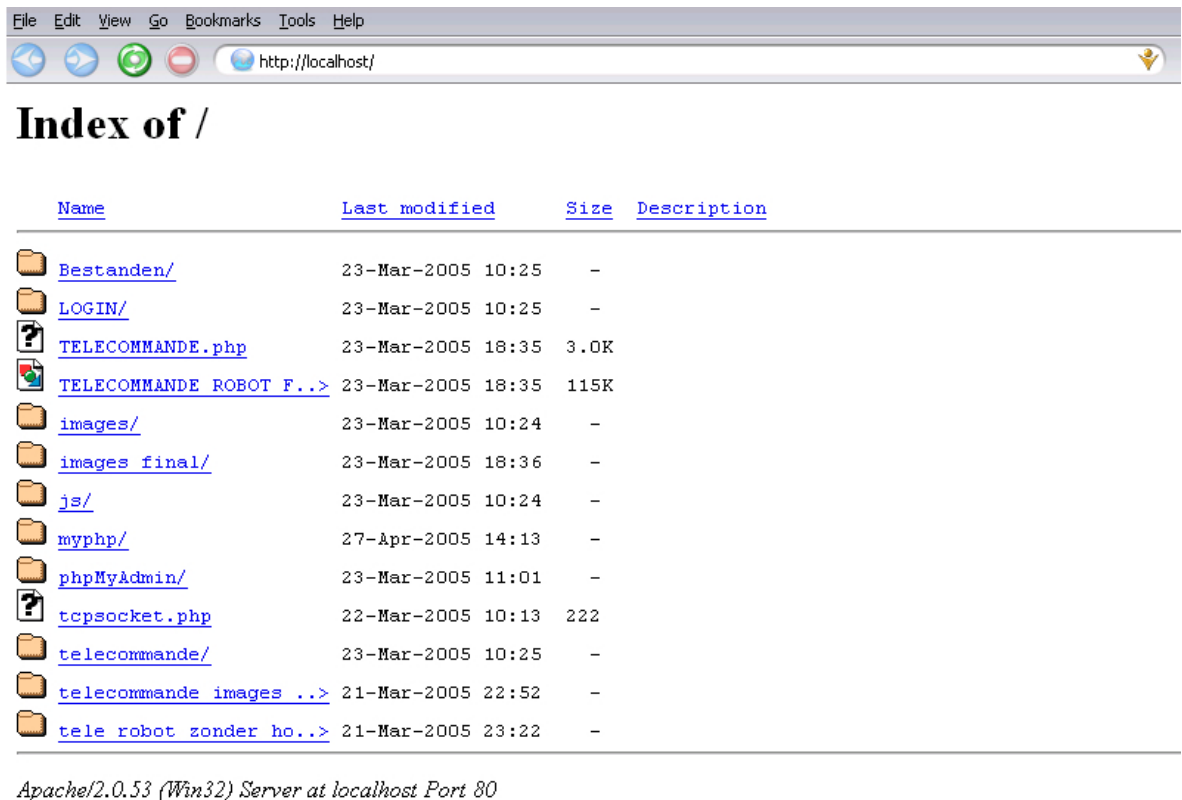 File Edit View Go Bookmarks Tools Help
http://localhost/
Index of /
Name Last modified Size Description
Bestanden/ 23-Mar-2005 10:25 -
LOGIN/ 23-Mar-2005 10:25 -
TELECOMMANDE.php 23-Mar-2005 18:35 3.0K
TELECOMMANDE ROBOT F..> 23-Mar-2005 18:35 115K
images/ 23-Mar-2005 10:24 -
images final/ 23-Mar-2005 18:36 -
js/ 23-Mar-2005 10:24 -
myphp/ 27-Apr-2005 14:13 -
phpMyAdmin/ 23-Mar-2005 11:01 -
tcpsocket.php 22-Mar-2005 10:13 222
telecommande/ 23-Mar-2005 10:25 -
telecommande images ..> 21-Mar-2005 22:52 -
tele robot zonder ho..> 21-Mar-2005 23:22 -
Apache/2.0.53 (Win32) Server at localhost Port 80